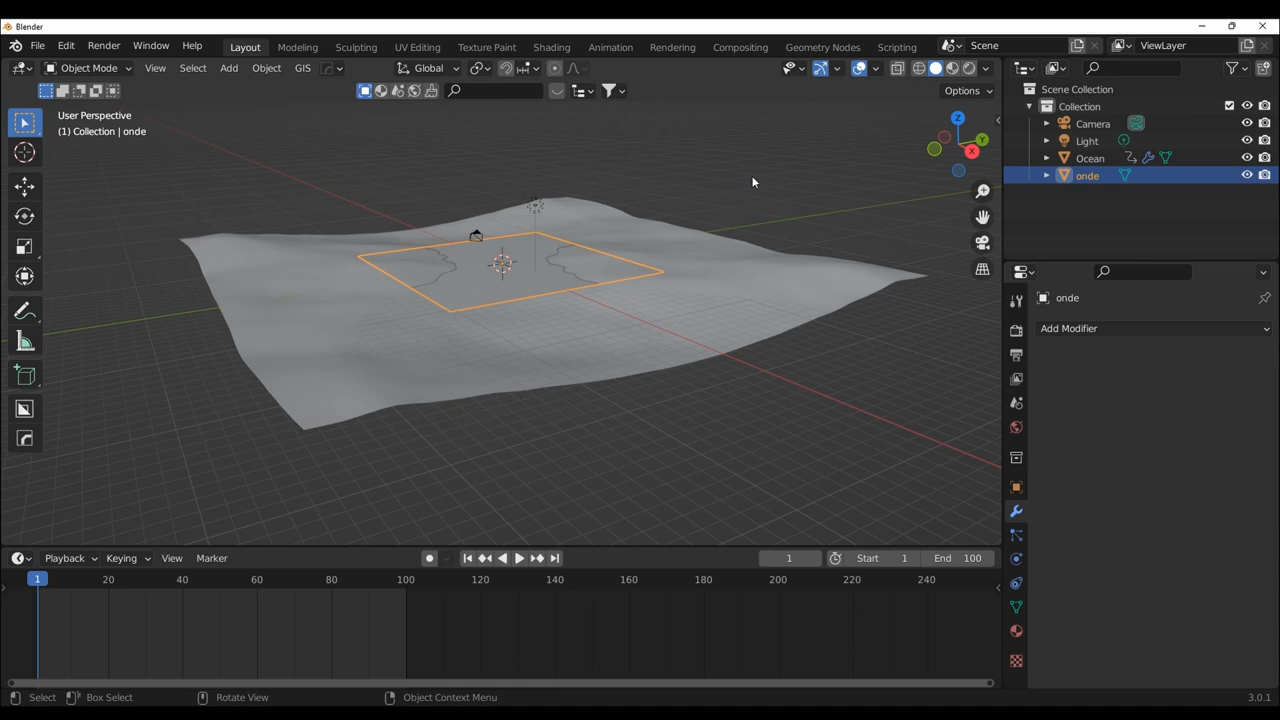 Blender
File Edit Render Window Help Layout Modeling Sculpting UV Editing Texture Paint Shading Animation Rendering Compositing Geometry Nodes Scripting Scene ViewLayer
Object Mode View Select Add Object GIS Global
Options
User Perspective
(1) Collection | onde
Z
Y
X
Scene Collection
Collection
Camera
Light
Ocean
onde
onde
Add Modifier
Playback Keying View Marker 1 Start 1 End 100
1 20 40 60 80 100 120 140 160 180 200 220 240
Select Box Select Rotate View Object Context Menu 3.0.1